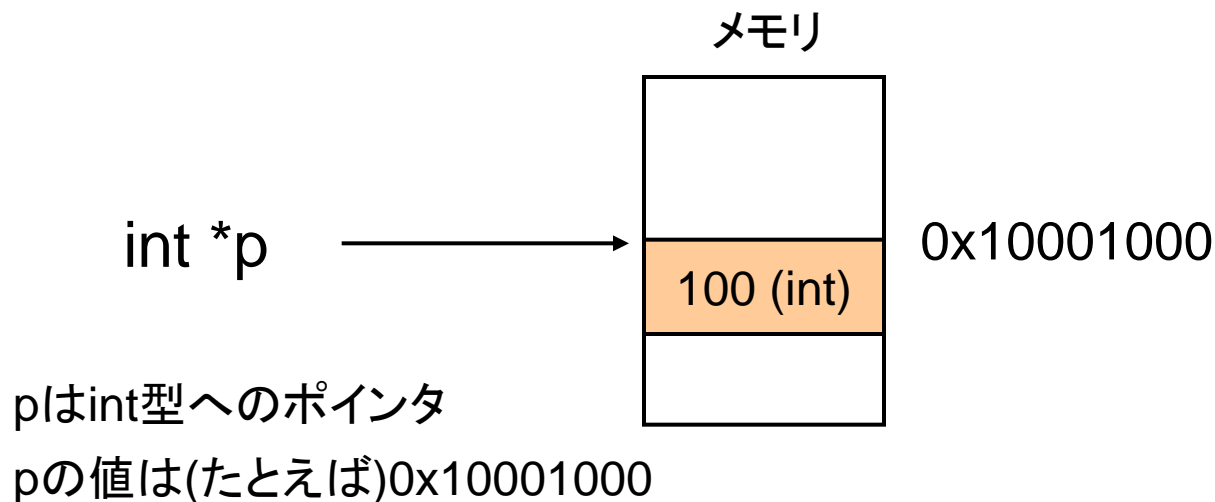 メモリ
int *p
0x10001000
100 (int)
pはint型へのポインタ
pの値は(たとえば)0x10001000